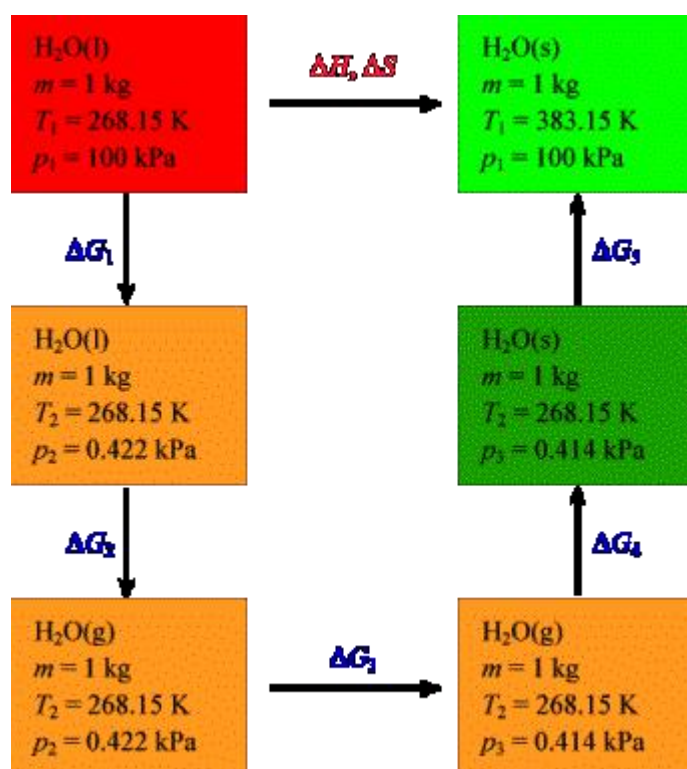 H₂O(l)
m = 1 kg
T₁ = 268.15 K
p₁ = 100 kPa
ΔH, ΔS
H₂O(s)
m = 1 kg
T₁ = 383.15 K
p₁ = 100 kPa
ΔG₁
ΔG₅
H₂O(l)
m = 1 kg
T₂ = 268.15 K
p₂ = 0.422 kPa
H₂O(s)
m = 1 kg
T₂ = 268.15 K
p₃ = 0.414 kPa
ΔG₂
ΔG₄
H₂O(g)
m = 1 kg
T₂ = 268.15 K
p₂ = 0.422 kPa
ΔG₃
H₂O(g)
m = 1 kg
T₂ = 268.15 K
p₃ = 0.414 kPa